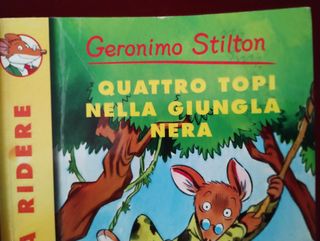 Geronimo Stilton
QUATTRO TOPI
NELLA GIUNGLA
NERA
A RIDERE